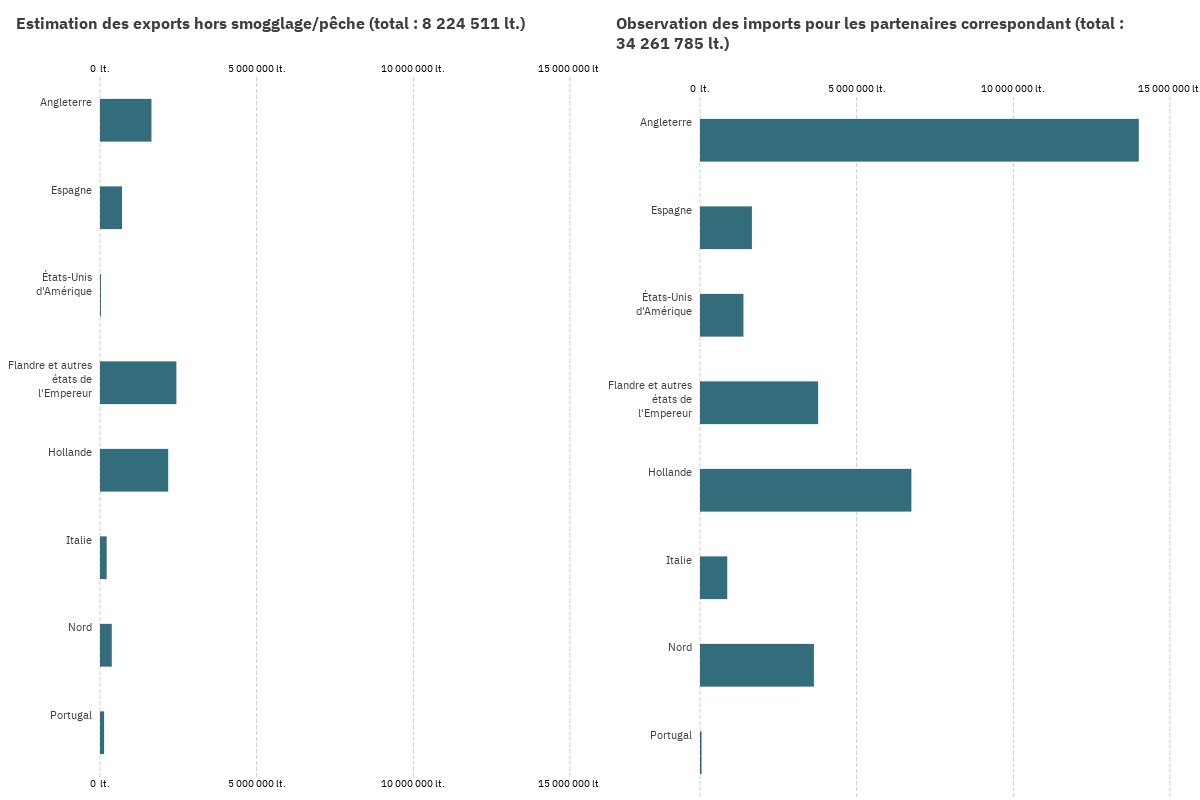 Estimation des exports hors smogglage/pêche (total : 8 224 511 lt.)
0 lt.
5 000 000 lt.
10 000 000 lt.
15 000 000 lt
Angleterre
Espagne
États-Unis
d'Amérique
Flandre et autres
états de
l'Empereur
Hollande
Italie
Nord
Portugal
0 lt.
5 000 000 lt.
10 000 000 lt.
15 000 000 lt
Observation des imports pour les partenaires correspondant (total :
34 261 785 lt.)
0 lt.
5 000 000 lt.
10 000 000 lt.
15 000 000 lt
Angleterre
Espagne
États-Unis
d'Amérique
Flandre et autres
états de
l'Empereur
Hollande
Italie
Nord
Portugal